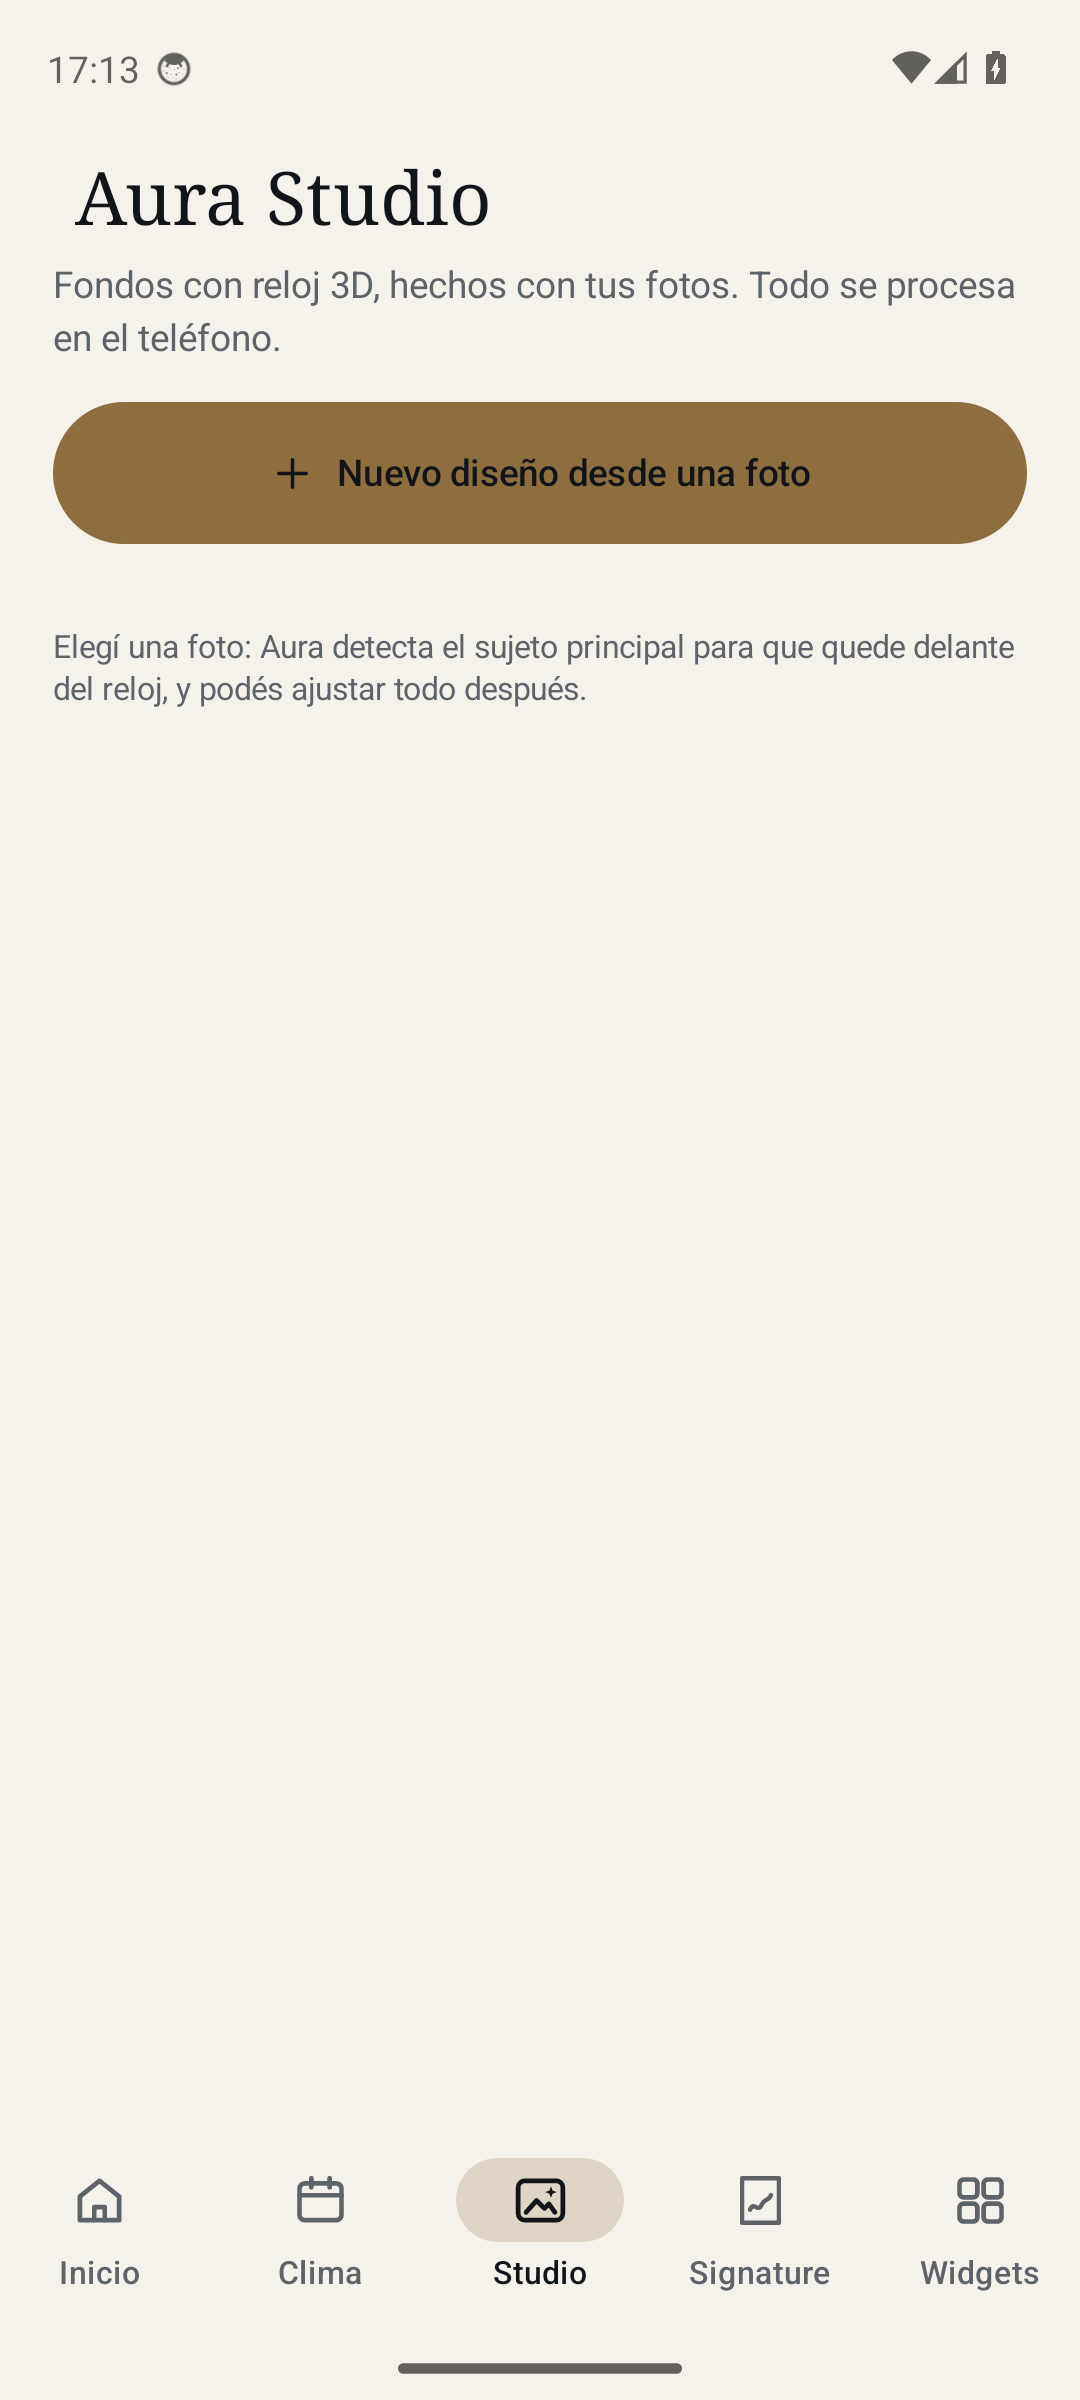 17:13
Aura Studio
Fondos con reloj 3D, hechos con tus fotos. Todo se procesa
en el teléfono.
Nuevo diseño desde una foto
Elegí una foto: Aura detecta el sujeto principal para que quede delante
del reloj, y podés ajustar todo después.
Inicio
Clima
Studio
Signature
Widgets